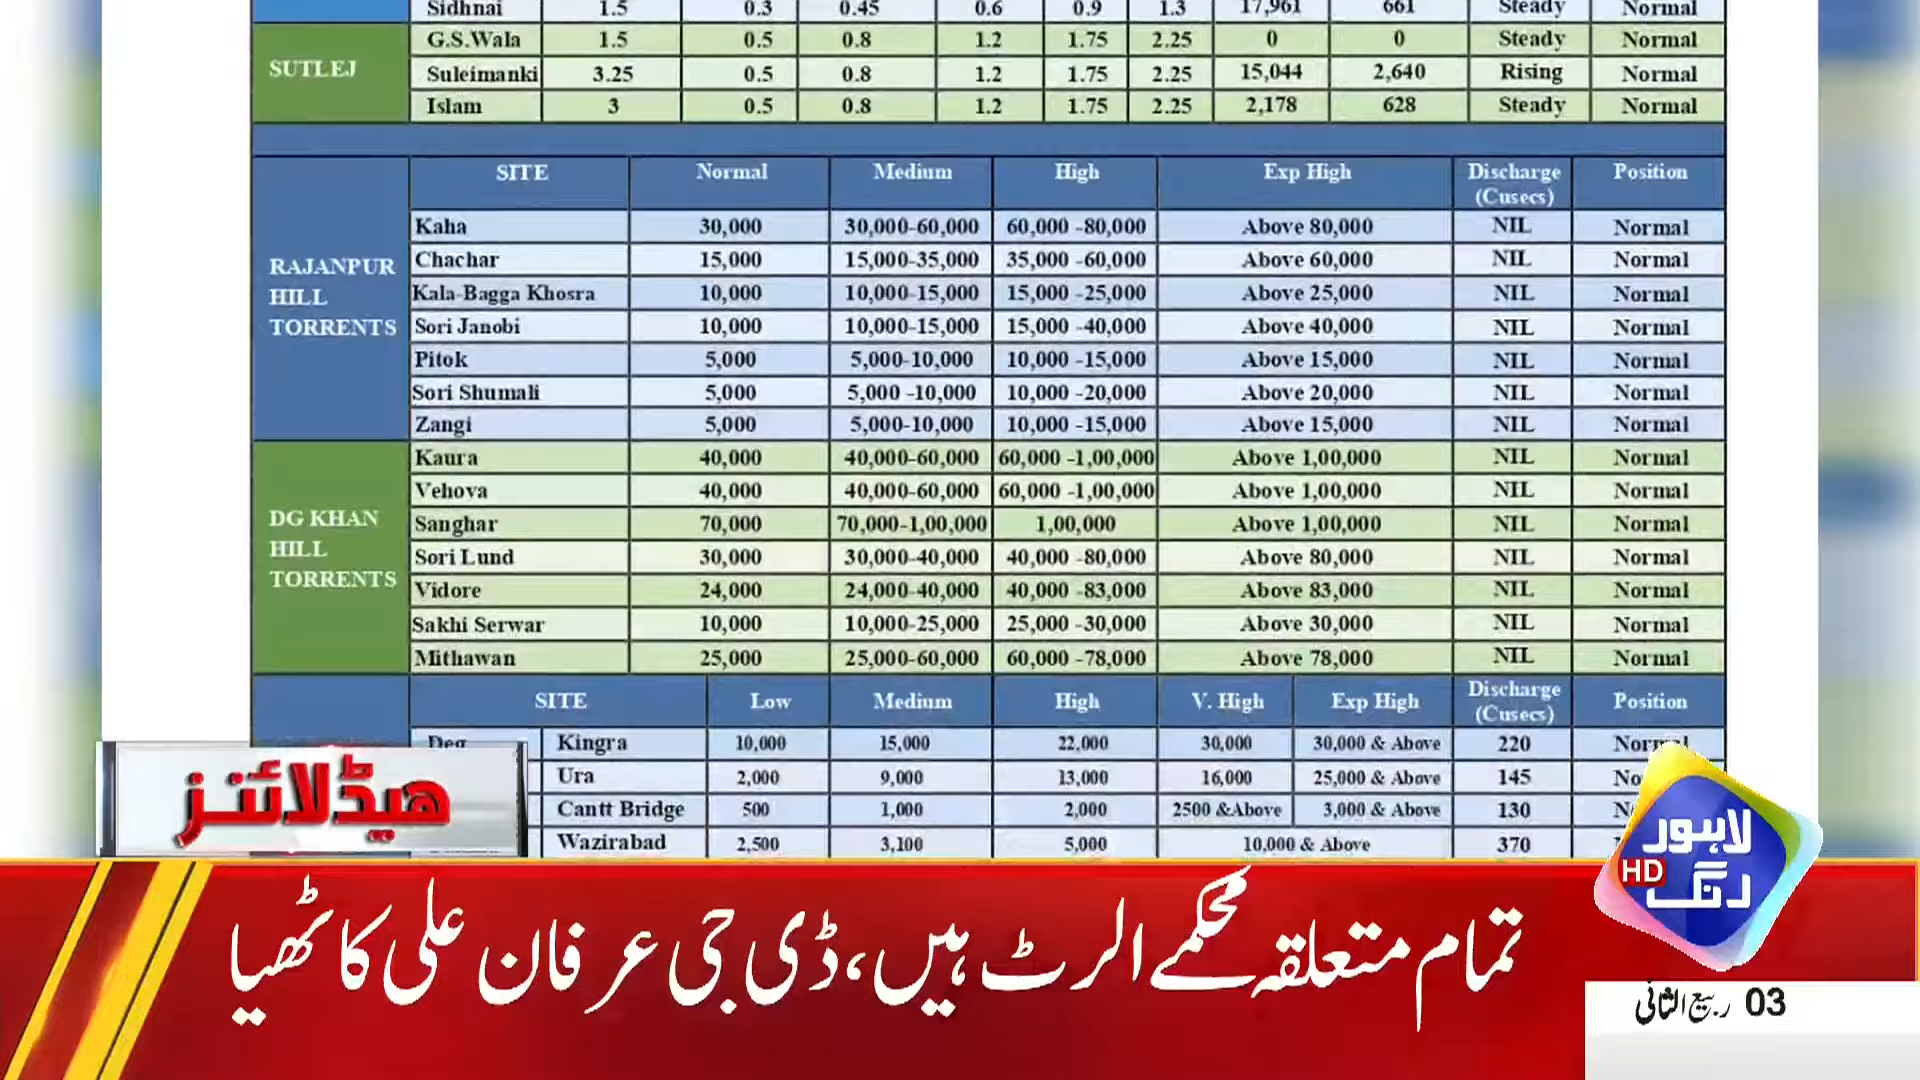 Sidhnai 1.5 0.3 0.45 0.6 0.9 1.3 17,961 661 Steady Normal
SUTLEJ
G.S.Wala 1.5 0.5 0.8 1.2 1.75 2.25 0 0 Steady Normal
Suleimanki 3.25 0.5 0.8 1.2 1.75 2.25 15,044 2,640 Rising Normal
Islam 3 0.5 0.8 1.2 1.75 2.25 2,178 628 Steady Normal
SITE Normal Medium High Exp High Discharge (Cusecs) Position
RAJANPUR
HILL
TORRENTS
Kaha 30,000 30,000-60,000 60,000 -80,000 Above 80,000 NIL Normal
Chachar 15,000 15,000-35,000 35,000 -60,000 Above 60,000 NIL Normal
Kala-Bagga Khosra 10,000 10,000-15,000 15,000 -25,000 Above 25,000 NIL Normal
Sori Janobi 10,000 10,000-15,000 15,000 -40,000 Above 40,000 NIL Normal
Pitok 5,000 5,000-10,000 10,000 -15,000 Above 15,000 NIL Normal
Sori Shumali 5,000 5,000 -10,000 10,000 -20,000 Above 20,000 NIL Normal
Zangi 5,000 5,000-10,000 10,000 -15,000 Above 15,000 NIL Normal
DG KHAN
HILL
TORRENTS
Kaura 40,000 40,000-60,000 60,000 -1,00,000 Above 1,00,000 NIL Normal
Vehova 40,000 40,000-60,000 60,000 -1,00,000 Above 1,00,000 NIL Normal
Sanghar 70,000 70,000-1,00,000 1,00,000 Above 1,00,000 NIL Normal
Sori Lund 30,000 30,000-40,000 40,000 -80,000 Above 80,000 NIL Normal
Vidore 24,000 24,000-40,000 40,000 -83,000 Above 83,000 NIL Normal
Sakhi Serwar 10,000 10,000-25,000 25,000 -30,000 Above 30,000 NIL Normal
Mithawan 25,000 25,000-60,000 60,000 -78,000 Above 78,000 NIL Normal
SITE Low Medium High V. High Exp High Discharge (Cusecs) Position
Deg Kingra 10,000 15,000 22,000 30,000 30,000 & Above 220
Ura 2,000 9,000 13,000 16,000 25,000 & Above 145
Cantt Bridge 500 1,000 2,000 2500 &Above 3,000 & Above 130
Wazirabad 2,500 3,100 5,000 10,000 & Above 370
ھیڈلائنز
لاہور
رنگ
HD
تمام متعلقہ محکمے الرٹ ہیں، ڈی جی عرفان علی کاٹھیا
03 ربیع الثانی